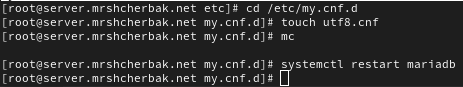 [root@server.mrshcherbak.net etc]# cd /etc/my.cnf.d
[root@server.mrshcherbak.net my.cnf.d]# touch utf8.cnf
[root@server.mrshcherbak.net my.cnf.d]# mc
[root@server.mrshcherbak.net my.cnf.d]# systemctl restart mariadb
[root@server.mrshcherbak.net my.cnf.d]#